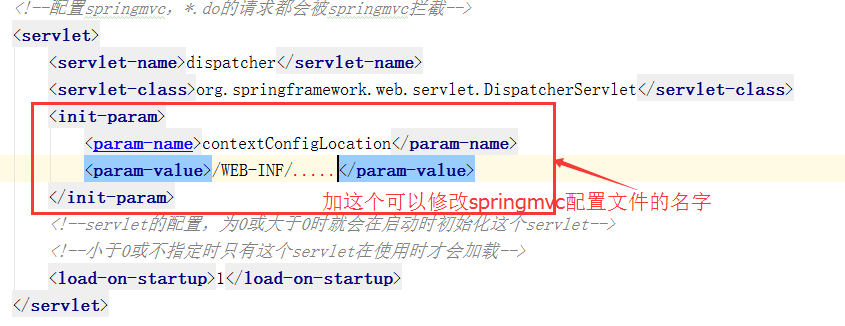 <!--配置springmvc，*.do的请求都会被springmvc拦截-->
<servlet>
<servlet-name>dispatcher</servlet-name>
<servlet-class>org.springframework.web.servlet.DispatcherServlet</servlet-class>
<init-param>
<param-name>contextConfigLocation</param-name>
<param-value>/WEB-INF/.....</param-value>
</init-param>
加这个可以修改springmvc配置文件的名字
<!--servlet的配置，为0或大于0时就会在启动时初始化这个servlet-->
<!--小于0或不指定时只有这个servlet在使用时才会加载-->
<load-on-startup>1</load-on-startup>
</servlet>